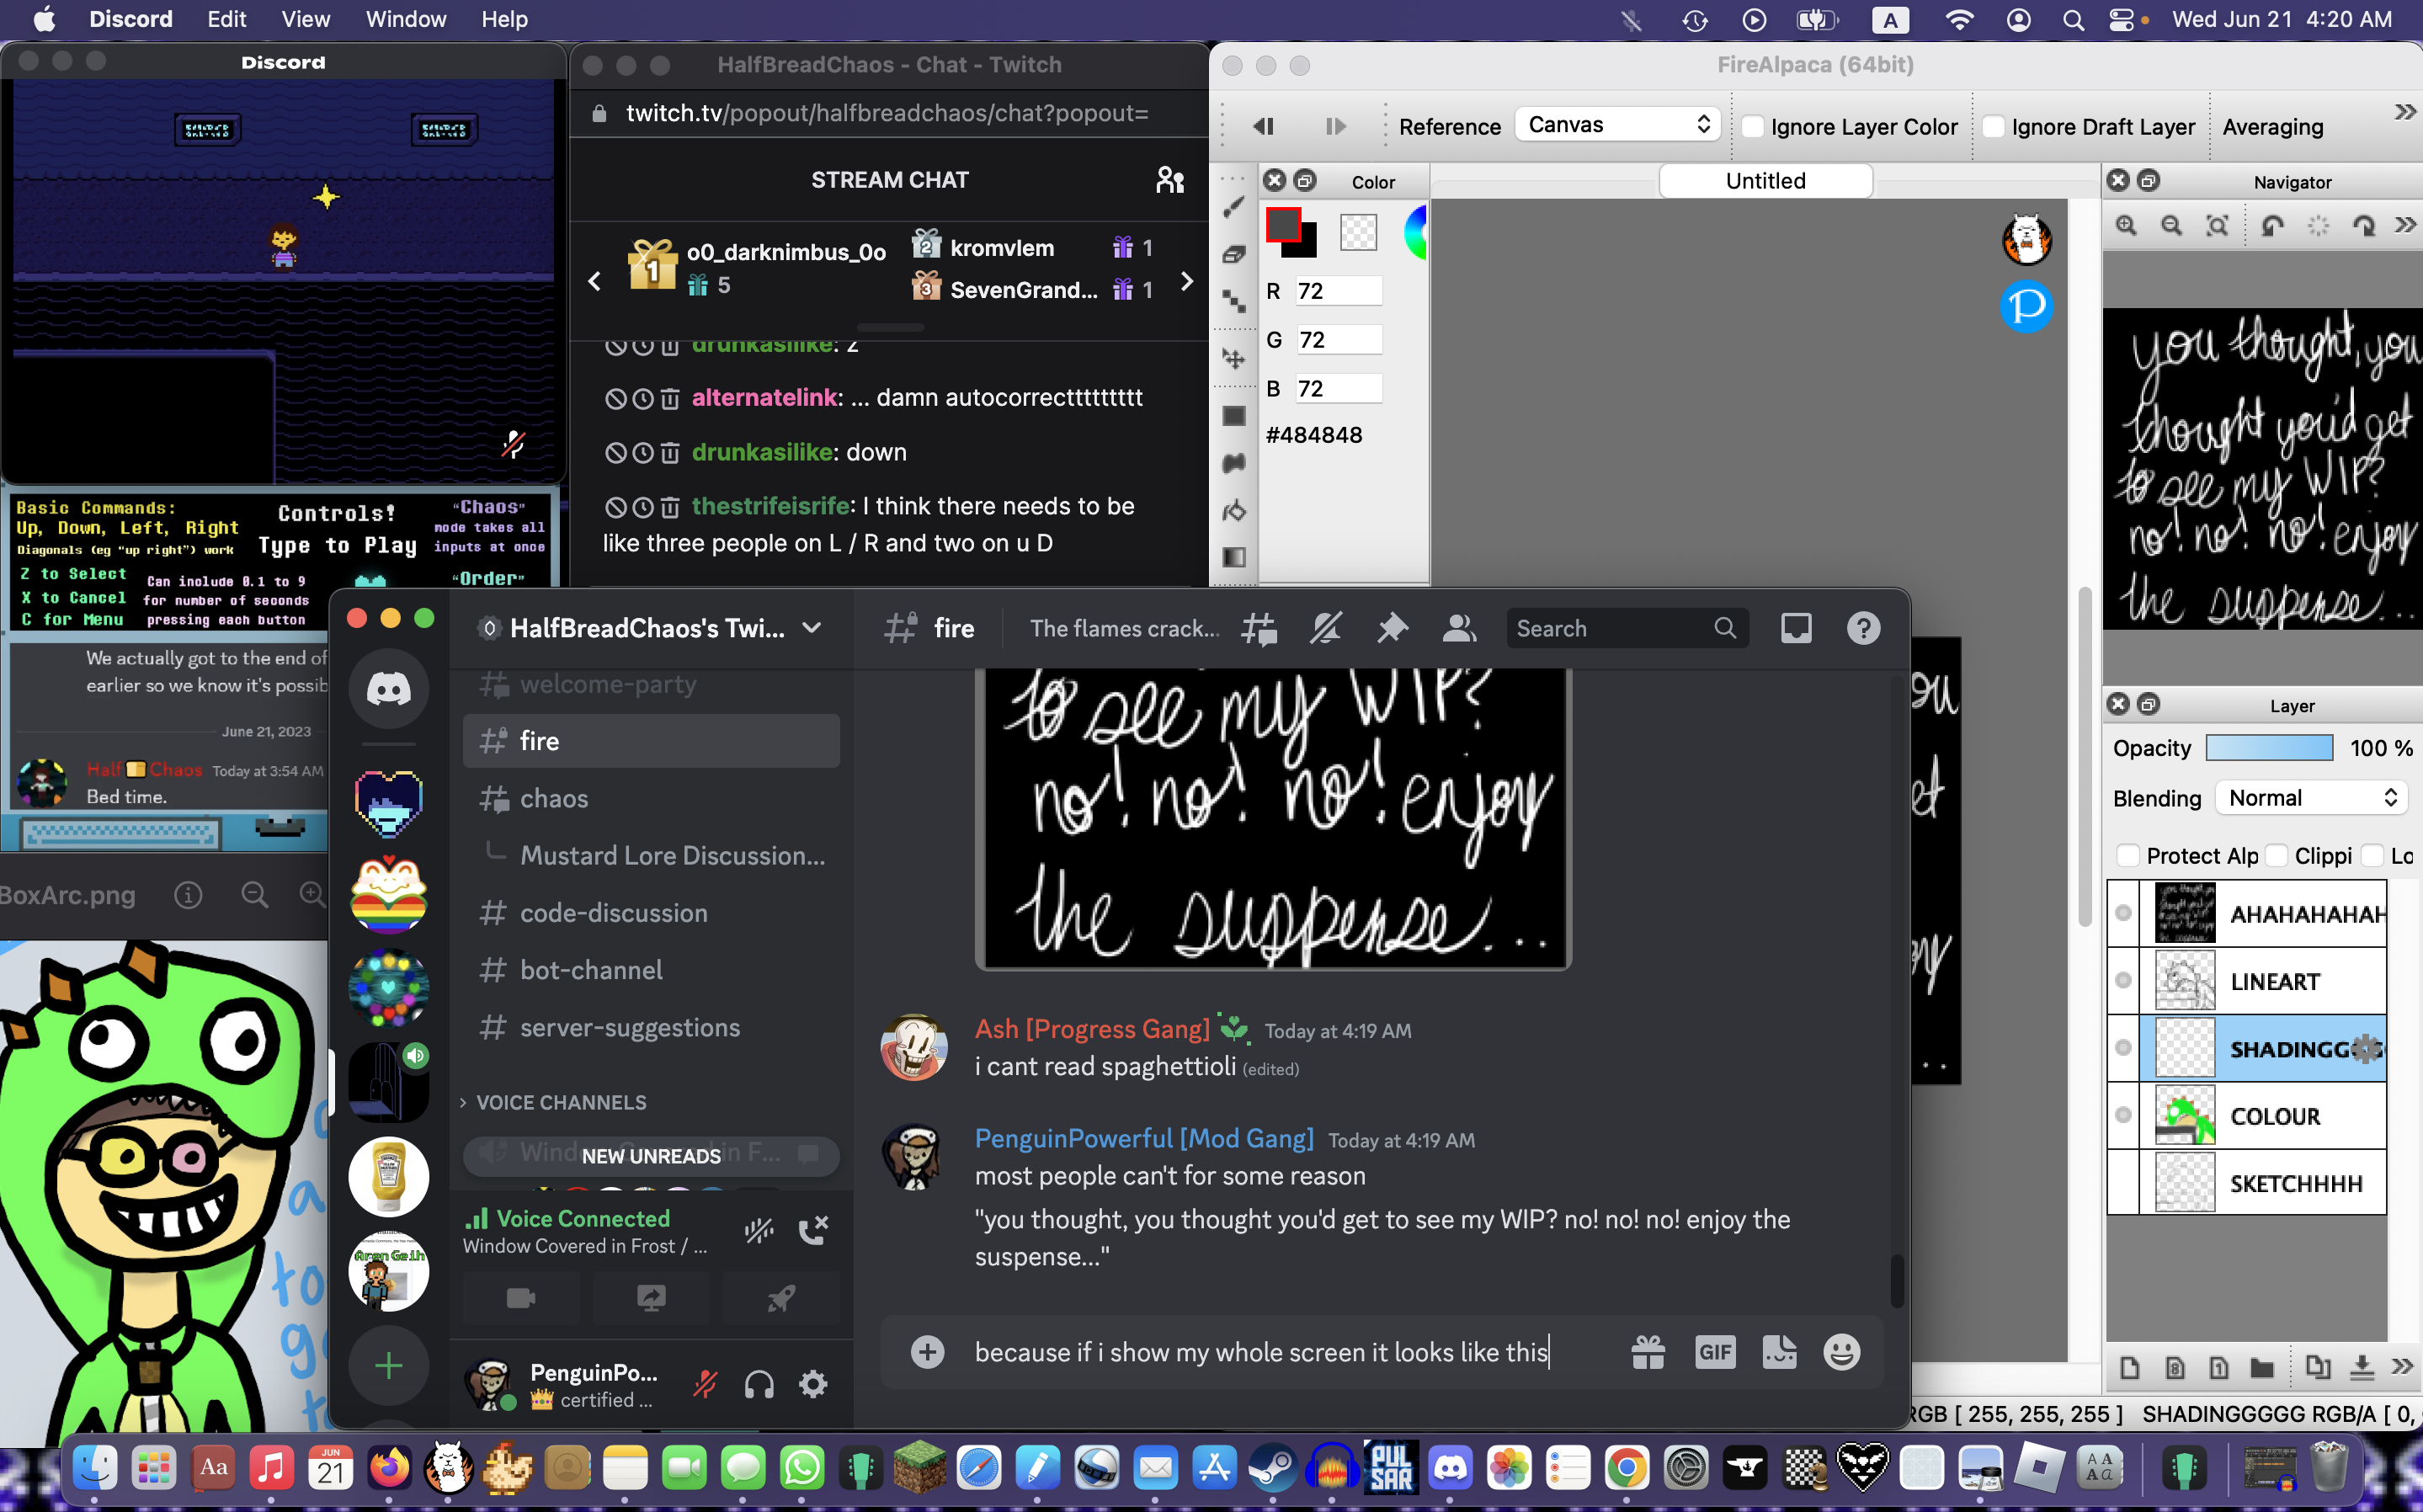 Discord Edit View Window Help
A
Wed Jun 21 4:20 AM
Discord
HalfBreadChaos - Chat - Twitch
twitch.tv/popout/halfbreadchaos/chat?popout=
STREAM CHAT
1 o0_darknimbus_0o
5
2 kromvlem 1
3 SevenGrand... 1
drunkasilike: 2
alternatelink: ... damn autocorrecttttttttt
drunkasilike: down
thestrifeisrife: I think there needs to be
like three people on L / R and two on u D
FireAlpaca (64bit)
Reference Canvas Ignore Layer Color Ignore Draft Layer Averaging
Color
Untitled
Navigator
R 72
G 72
B 72
#484848
you thought, you
thought you'd get
to see my WIP?
no! no! no! enjoy
the suspense...
Layer
Opacity 100 %
Blending Normal
Protect Alp Clippi Lo
AHAHAHAHAH
LINEART
SHADINGG
COLOUR
SKETCHHHH
RGB [ 255, 255, 255 ] SHADINGGGGG RGB/A [ 0,
Basic Commands:
Up, Down, Left, Right
Diagonals (eg "up right") work
Z to Select
X to Cancel
C for Menu
Controls!
Type to Play
Can include 0.1 to 9
for number of seconds
pressing each button
"Chaos"
mode takes all
inputs at once
"Order"
We actually got to the end of
earlier so we know it's possib
June 21, 2023
Half Chaos Today at 3:54 AM
Bed time.
BoxArc.png
HalfBreadChaos's Twi...
welcome-party
fire
chaos
Mustard Lore Discussion...
code-discussion
bot-channel
server-suggestions
VOICE CHANNELS
NEW UNREADS
Voice Connected
Window Covered in Frost / ...
PenguinPo...
certified ...
fire
The flames crack...
Search
to see my WIP?
no! no! no! enjoy
the suspense...
Ash [Progress Gang] Today at 4:19 AM
i cant read spaghettioli (edited)
PenguinPowerful [Mod Gang] Today at 4:19 AM
most people can't for some reason
"you thought, you thought you'd get to see my WIP? no! no! no! enjoy the
suspense..."
because if i show my whole screen it looks like this
GIF
Aa
JUN
21
PUL
SAR